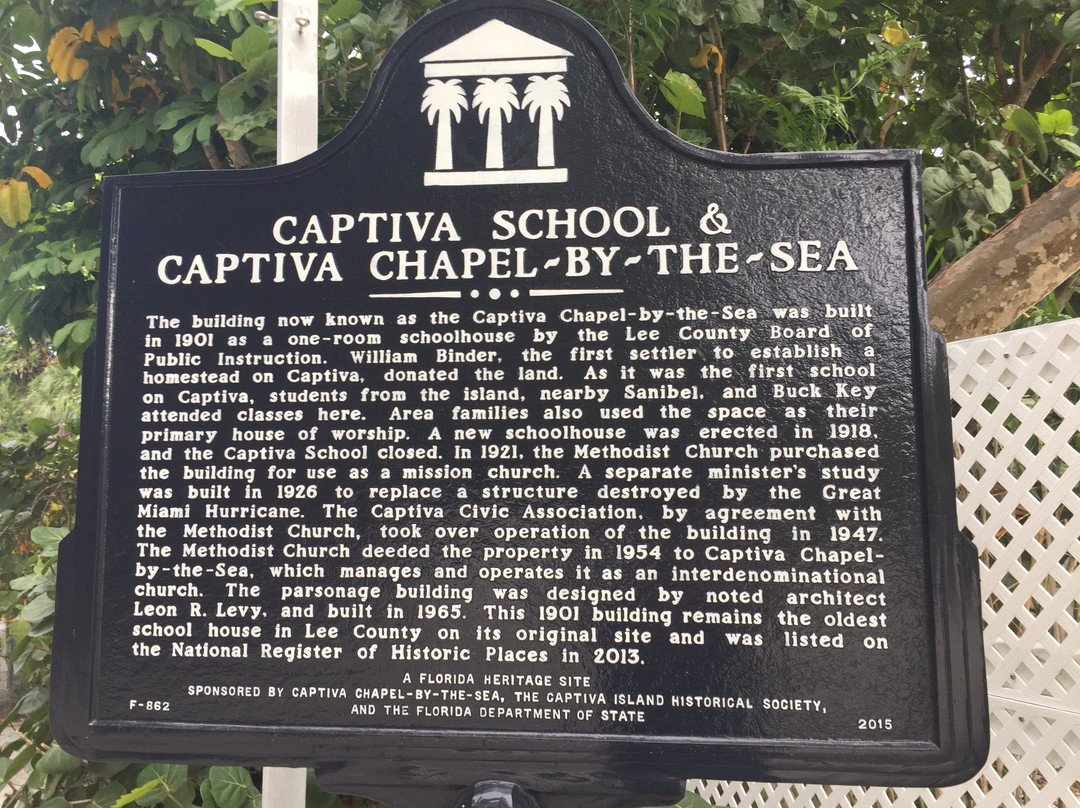 CAPTIVA SCHOOL &
CAPTIVA CHAPEL-BY-THE-SEA
The building now known as the Captiva Chapel-by-the-Sea was built
in 1901 as a one-room schoolhouse by the Lee County Board of
Public Instruction. William Binder, the first settler to establish a
homestead on Captiva, donated the land. As it was the first school
on Captiva, students from the island, nearby Sanibel, and Buck Key
attended classes here. Area families also used the space as their
primary house of worship. A new schoolhouse was erected in 1918,
and the Captiva School closed. In 1921, the Methodist Church purchased
the building for use as a mission church. A separate minister's study
was built in 1926 to replace a structure destroyed by the Great
Miami Hurricane. The Captiva Civic Association, by agreement with
the Methodist Church, took over operation of the building in 1947.
The Methodist Church deeded the property in 1954 to Captiva Chapel-
by-the-Sea, which manages and operates it as an interdenominational
church. The parsonage building was designed by noted architect
Leon R. Levy, and built in 1965. This 1901 building remains the oldest
school house in Lee County on its original site and was listed on
the National Register of Historic Places in 2013.
A FLORIDA HERITAGE SITE
SPONSORED BY CAPTIVA CHAPEL-BY-THE-SEA, THE CAPTIVA ISLAND HISTORICAL SOCIETY,
AND THE FLORIDA DEPARTMENT OF STATE
F-862
2015